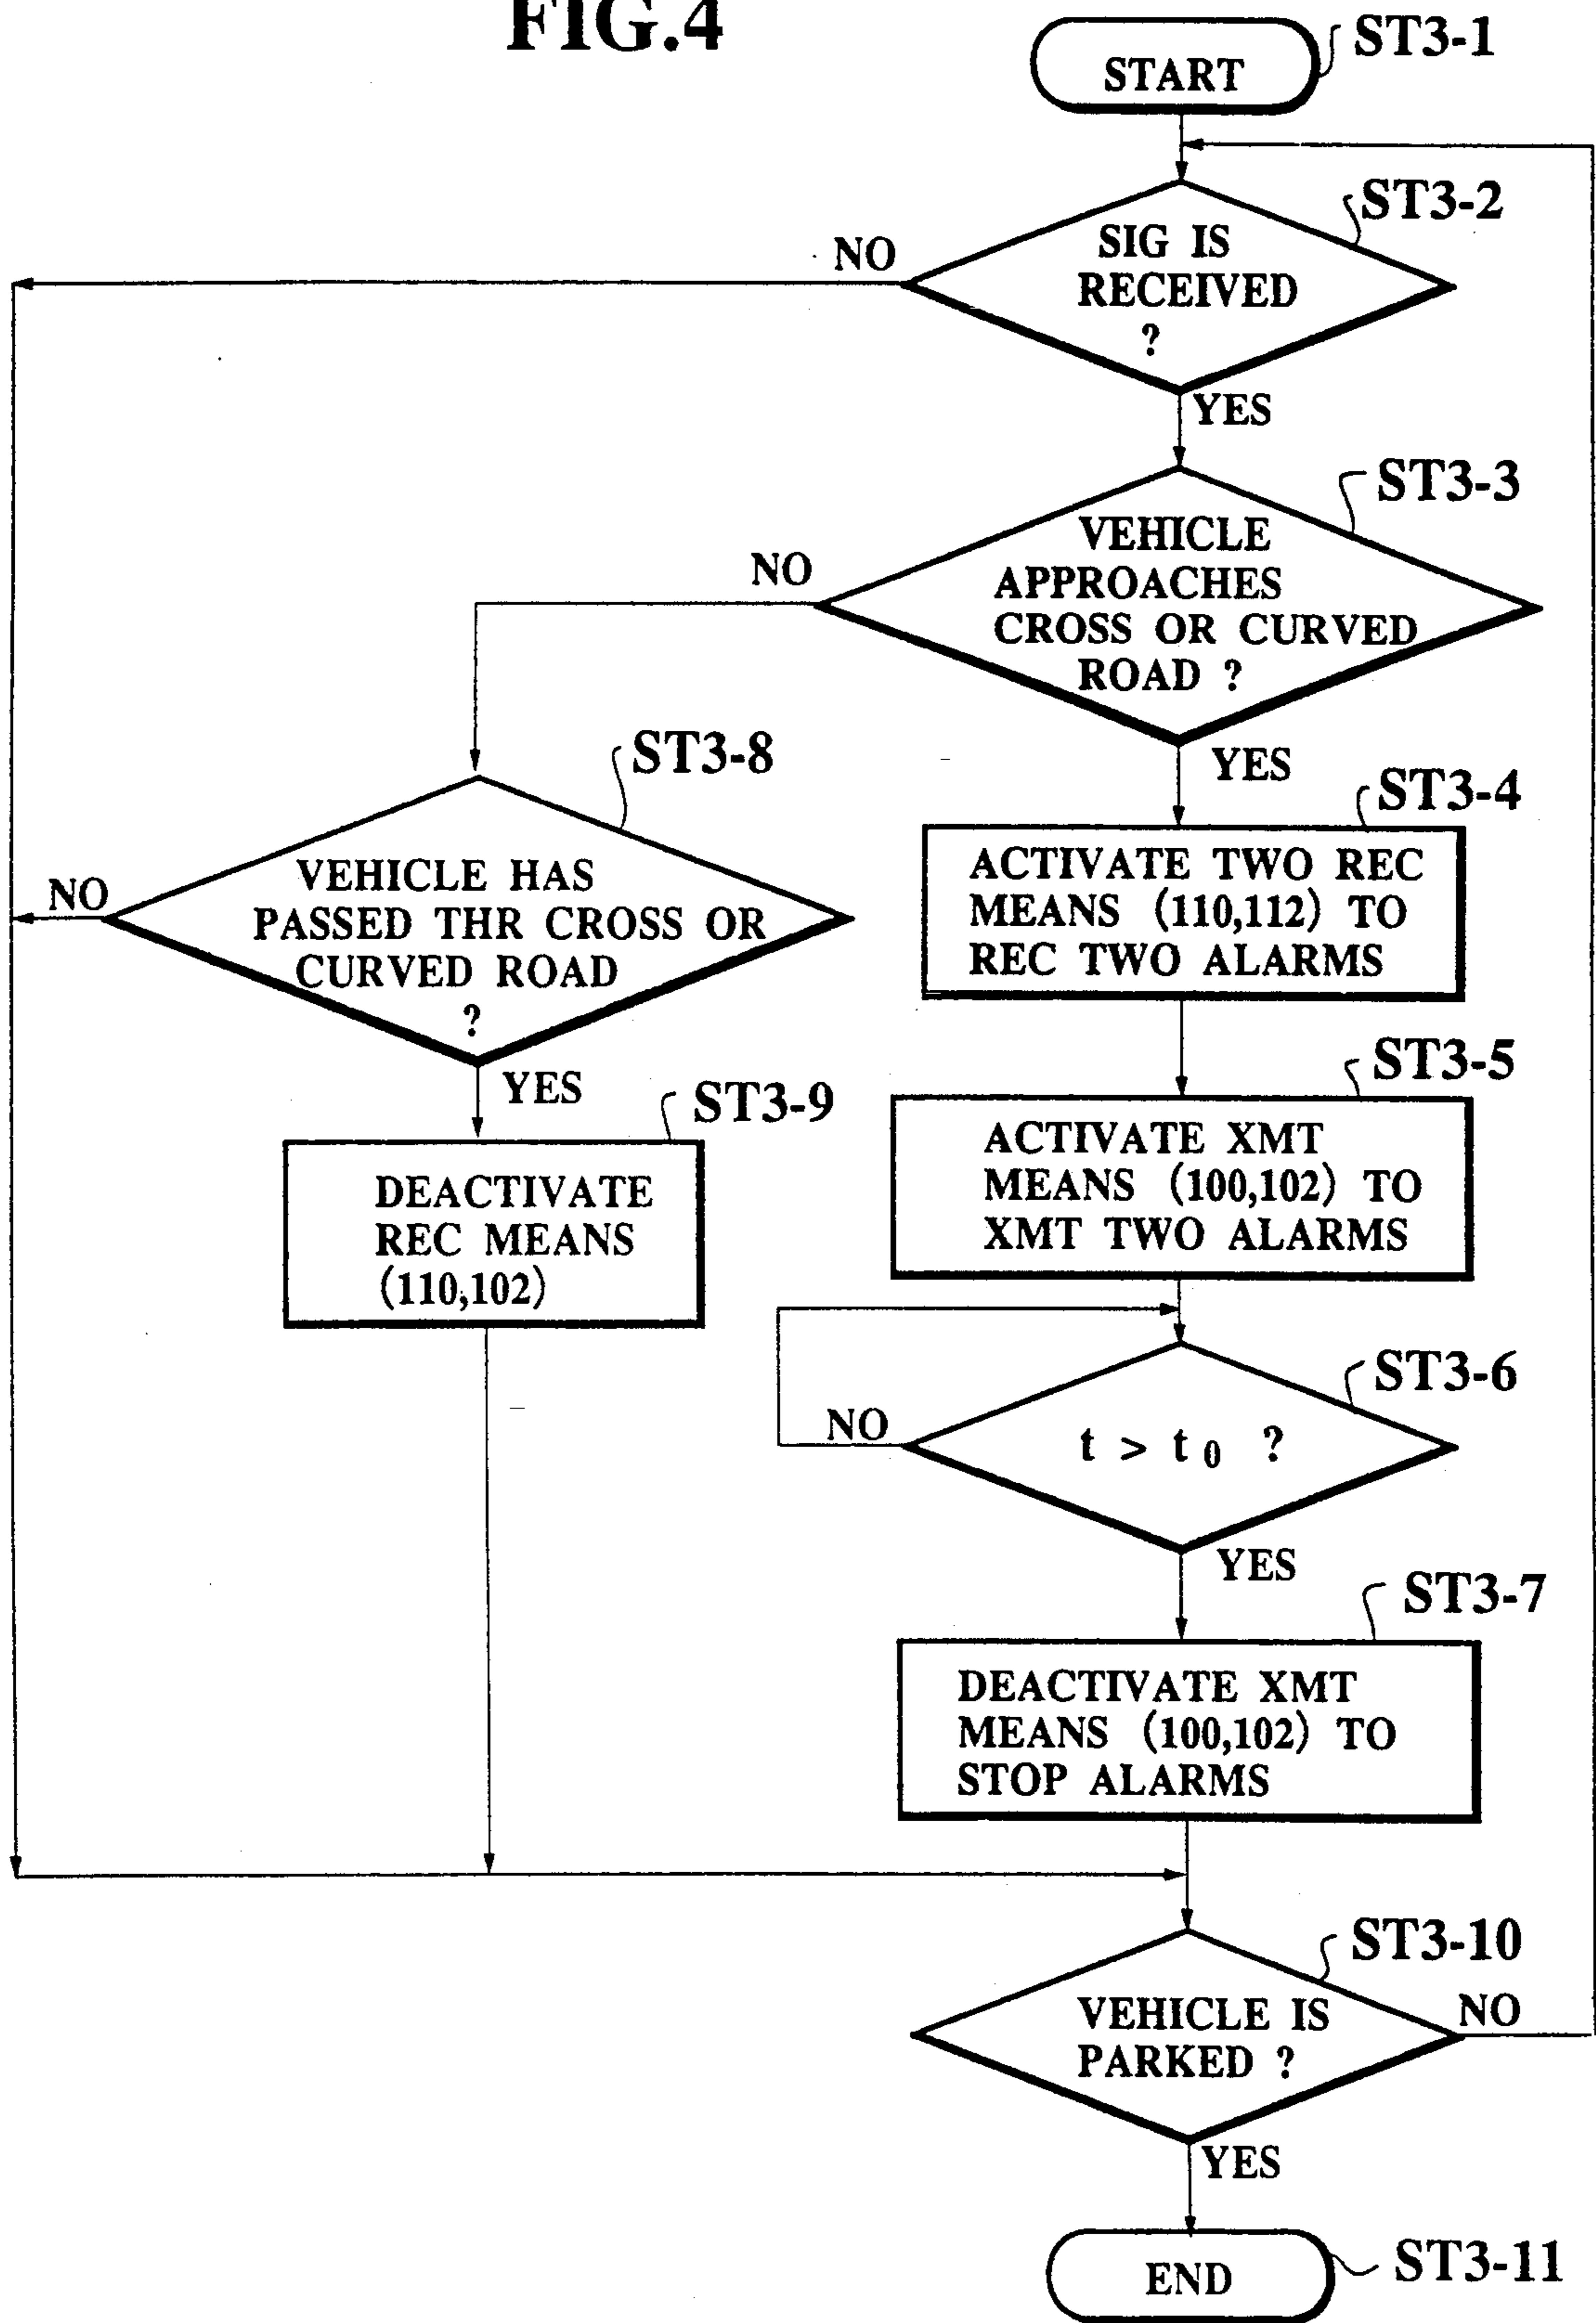 FIG.4
START
ST3-1
ST3-2
SIG IS
RECEIVED
?
NO
YES
ST3-3
VEHICLE
APPROACHES
CROSS OR CURVED
ROAD ?
NO
YES
ST3-4
ACTIVATE TWO REC
MEANS (110,112) TO
REC TWO ALARMS
ST3-8
VEHICLE HAS
PASSED THR CROSS OR
CURVED ROAD
?
NO
YES
ST3-5
ACTIVATE XMT
MEANS (100,102) TO
XMT TWO ALARMS
ST3-9
DEACTIVATE
REC MEANS
(110,102)
ST3-6
t > t0 ?
NO
YES
ST3-7
DEACTIVATE XMT
MEANS (100,102) TO
STOP ALARMS
ST3-10
VEHICLE IS
PARKED ?
NO
YES
END
ST3-11